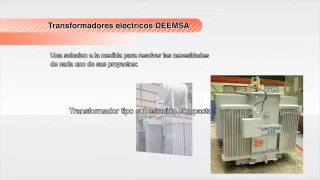 Transformadores eléctricos DEEMSA
Una solucion a la medida para resolver las necesidades
de cada uno de sus proyectos:
Transformador tipo subestación compacta